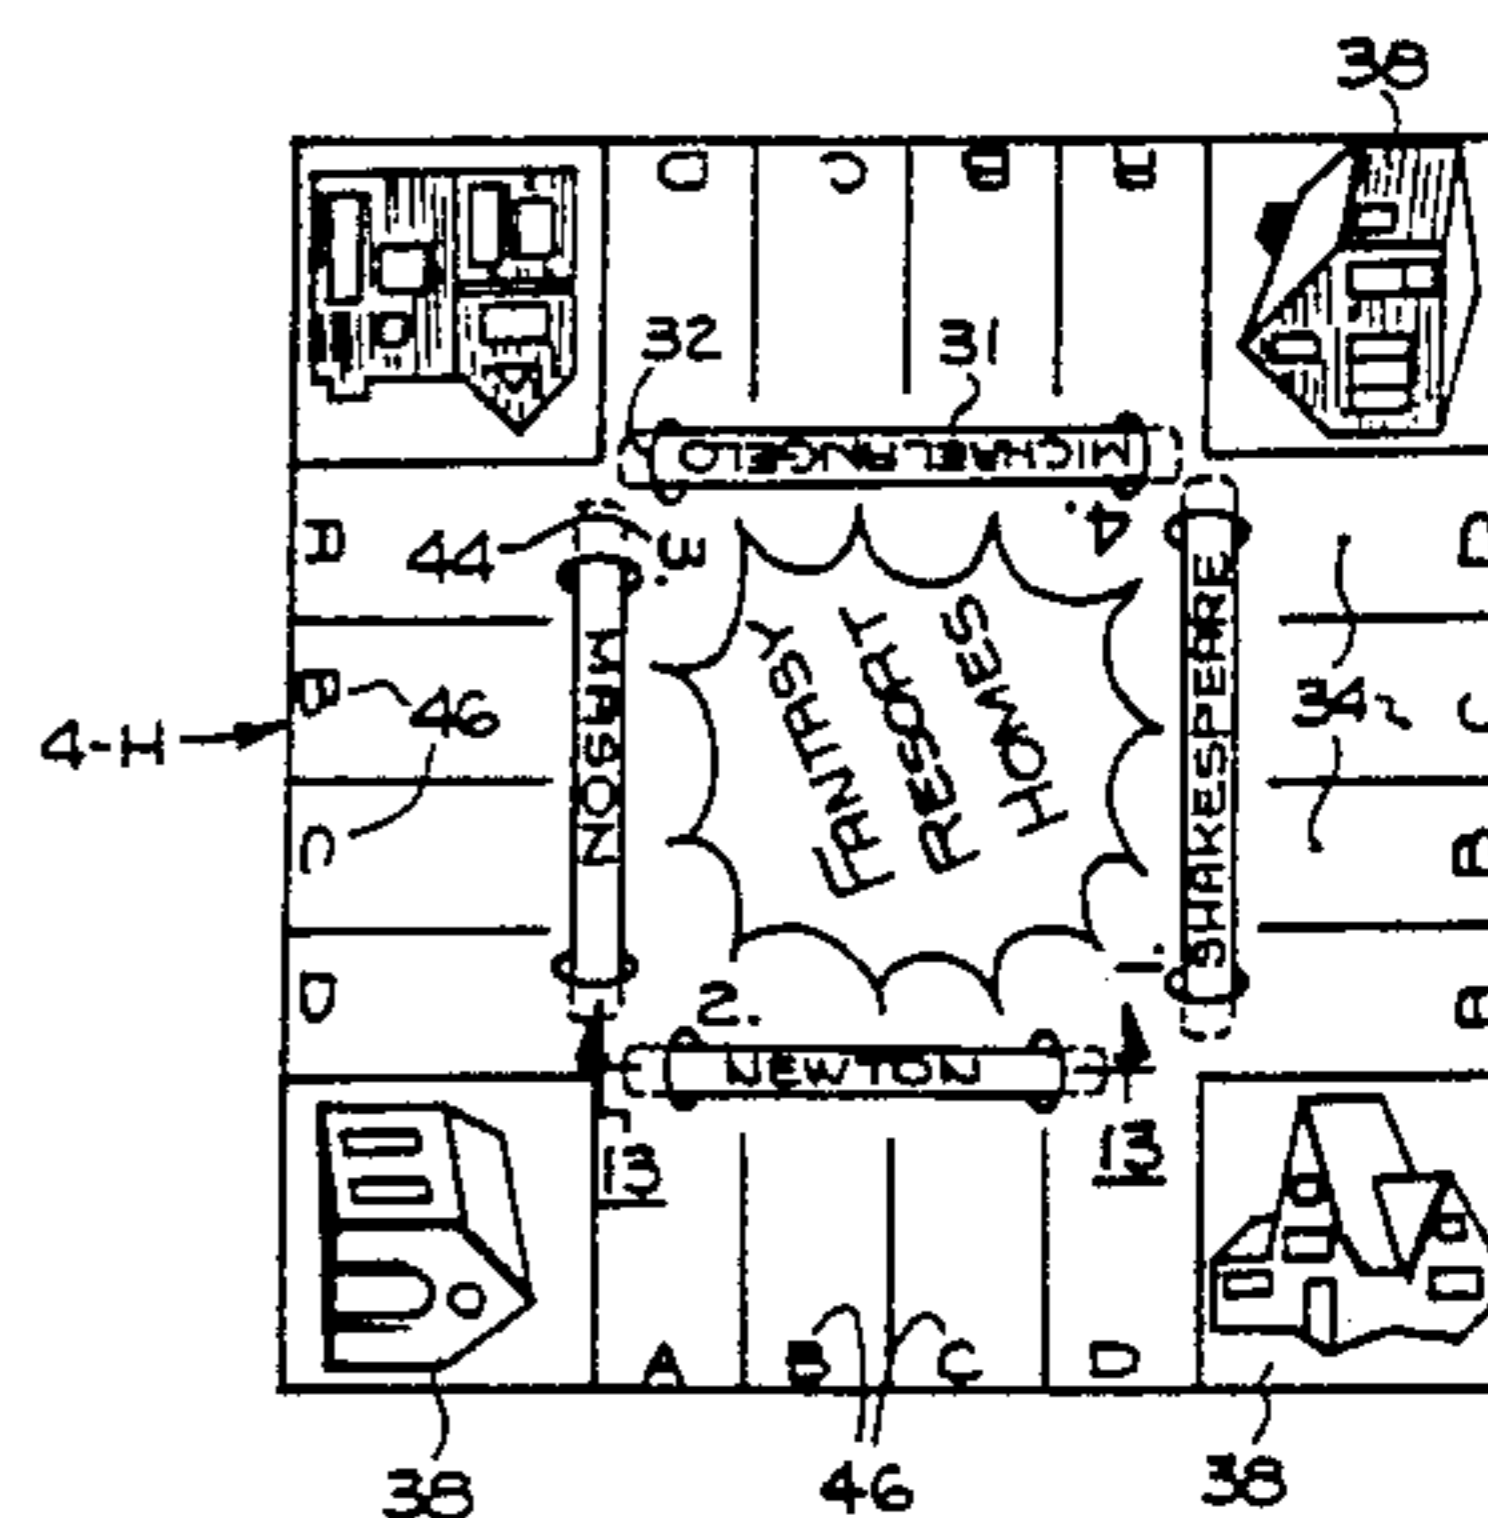 38
D C B B
32 31
MICHAELANGELO
4.
A
44
3.
D
MASON
FANTASY
RESORT
HOMES
SHAKESPEARE
B
46
34
C
4-H
C
B
D
2.
1.
A
NEWTON
13 13
A B C D
38 46 38